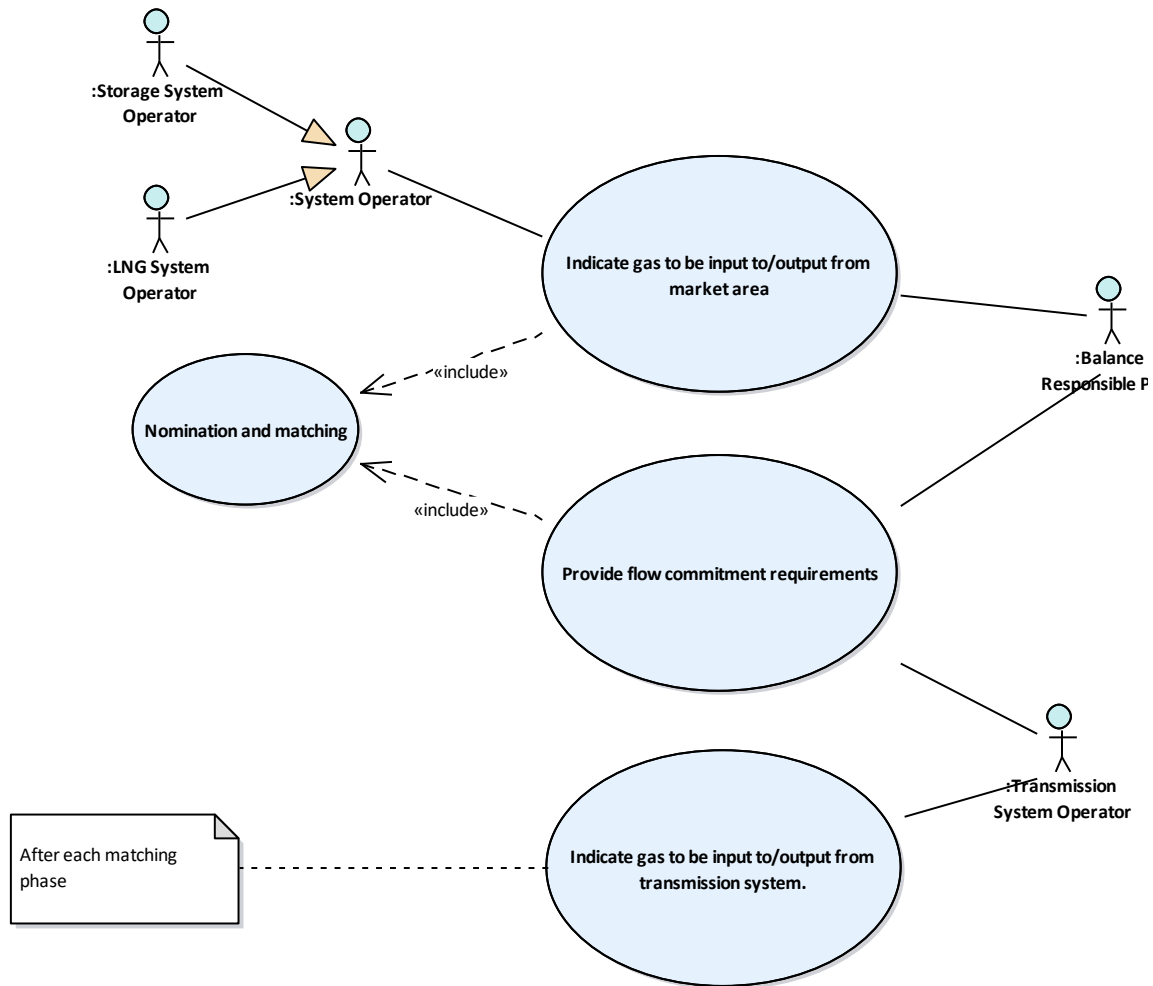 :Storage System
Operator
:System Operator
:LNG System
Operator
Indicate gas to be input to/output from
market area
:Balance
Responsible P
«include»
Nomination and matching
«include»
Provide flow commitment requirements
:Transmission
System Operator
After each matching
phase
Indicate gas to be input to/output from
transmission system.